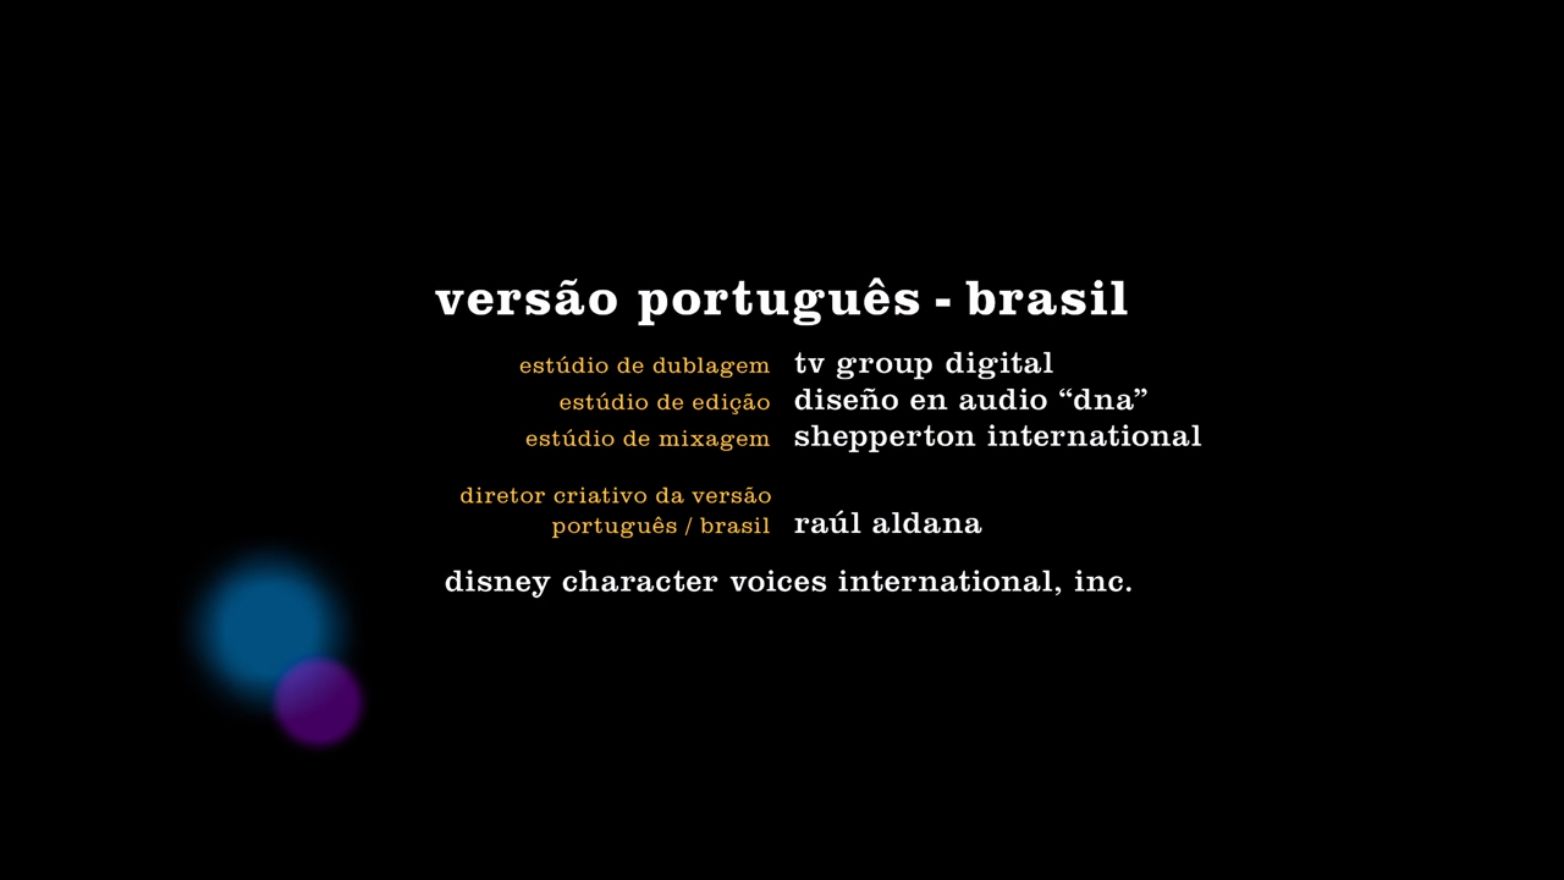 versão português - brasil
estúdio de dublagem tv group digital
estúdio de edição diseño en audio “dna”
estúdio de mixagem shepperton international
diretor criativo da versão
português / brasil raúl aldana
disney character voices international, inc.